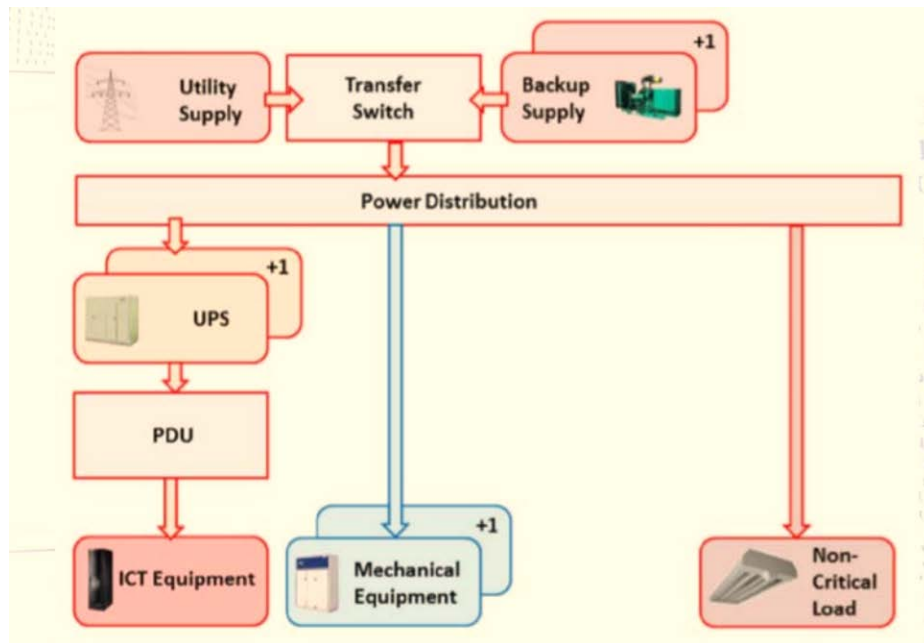 +1
Utility
Supply
Transfer
Switch
Backup
Supply
Power Distribution
+1
UPS
PDU
+1
ICT Equipment
Mechanical
Equipment
Non-
Critical
Load